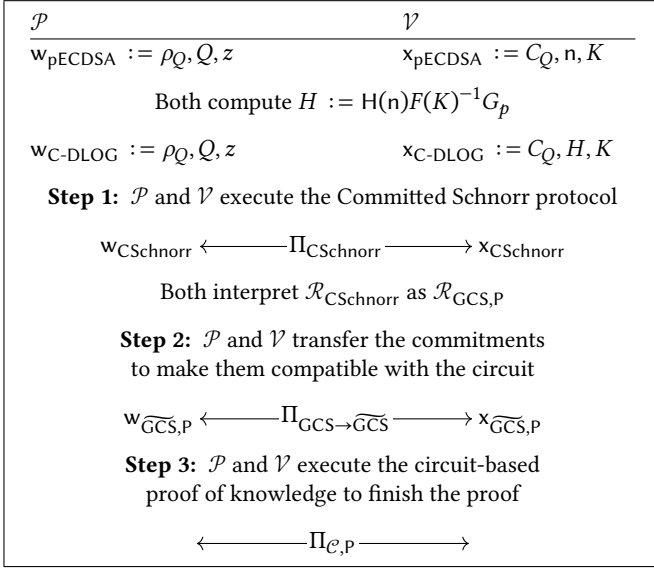 𝒫 𝒱
w_pECDSA := ρ_Q, Q, z x_pECDSA := C_Q, n, K
Both compute H := H(n)F(K)⁻¹G_p
w_C-DLOG := ρ_Q, Q, z x_C-DLOG := C_Q, H, K
Step 1: 𝒫 and 𝒱 execute the Committed Schnorr protocol
w_CSchnorr ←——Π_CSchnorr——→ x_CSchnorr
Both interpret ℛ_CSchnorr as ℛ_GCS,P
Step 2: 𝒫 and 𝒱 transfer the commitments
to make them compatible with the circuit
w_G͠CS,P ←——Π_GCS→G͠CS——→ x_G͠CS,P
Step 3: 𝒫 and 𝒱 execute the circuit-based
proof of knowledge to finish the proof
←——Π_𝒞,P——→